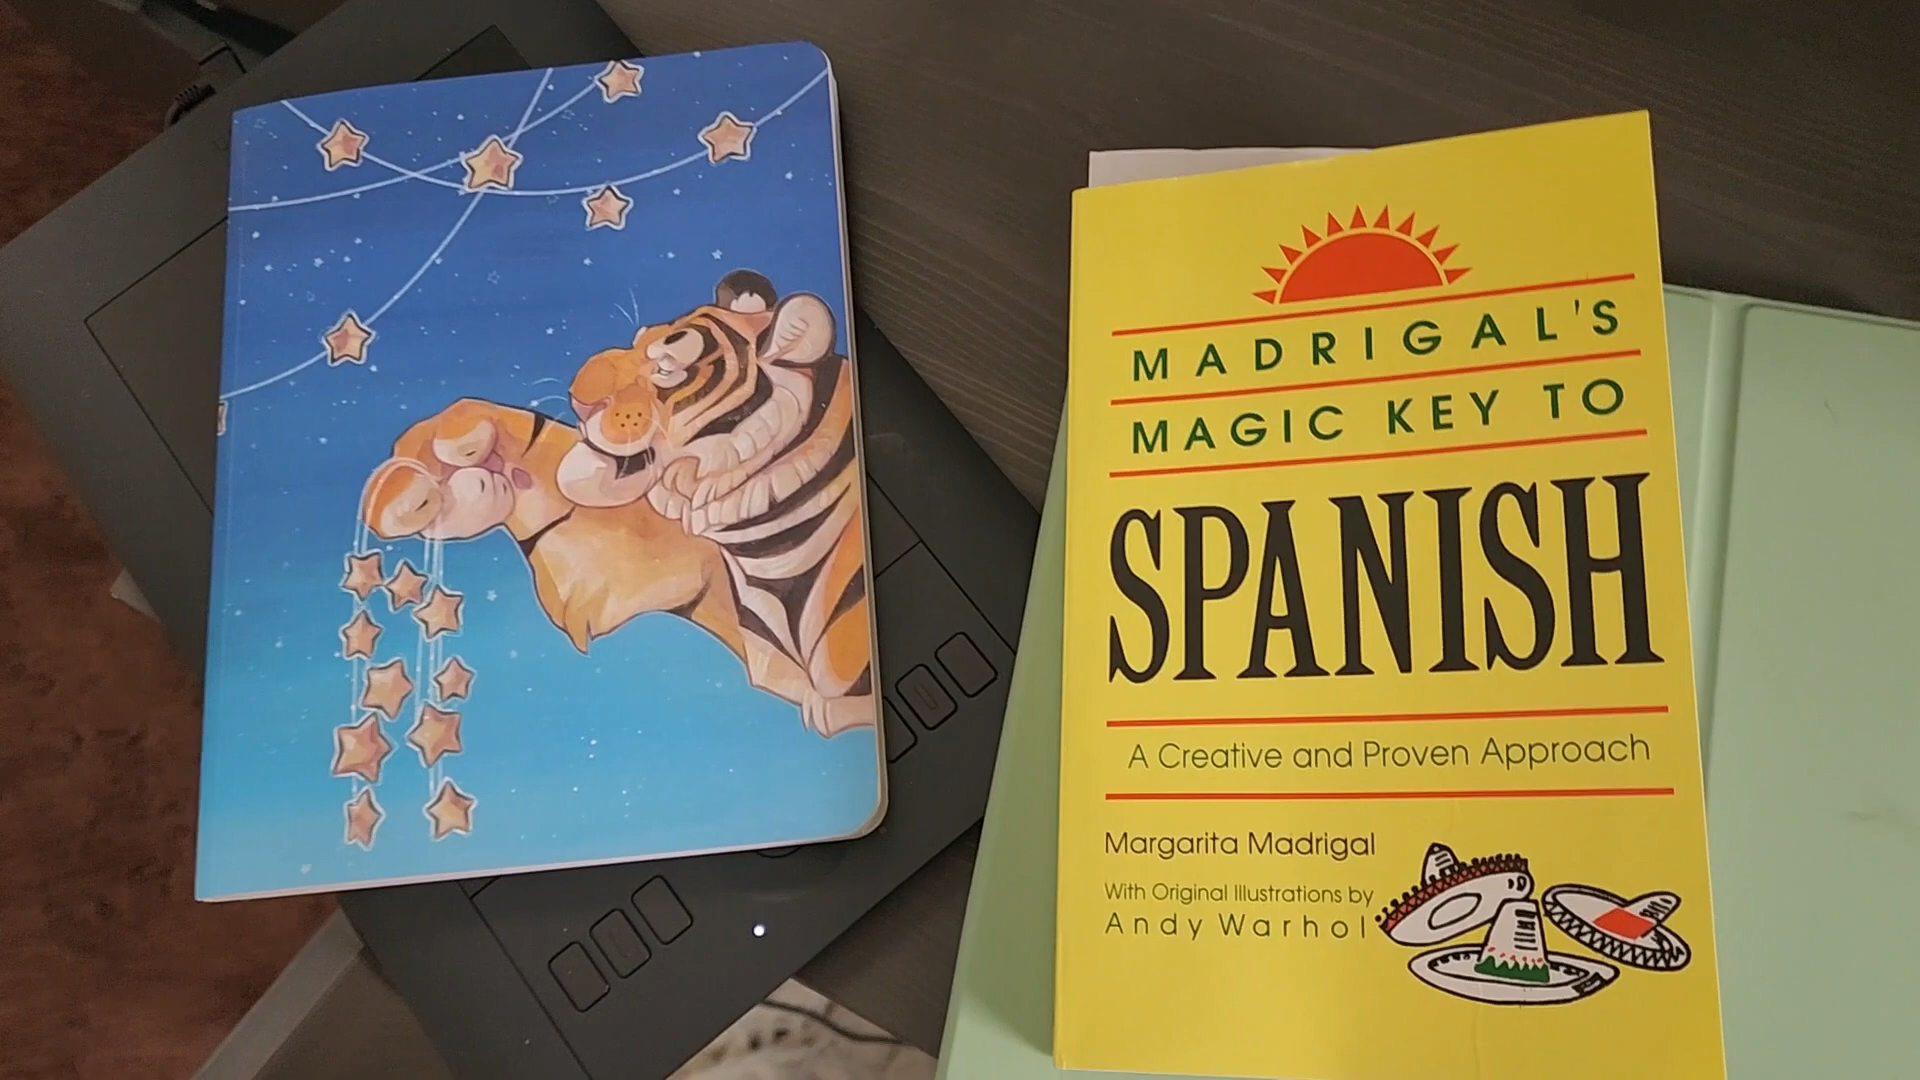 MADRIGAL'S
MAGIC KEY TO
SPANISH
A Creative and Proven Approach
Margarita Madrigal
With Original Illustrations by
Andy Warhol